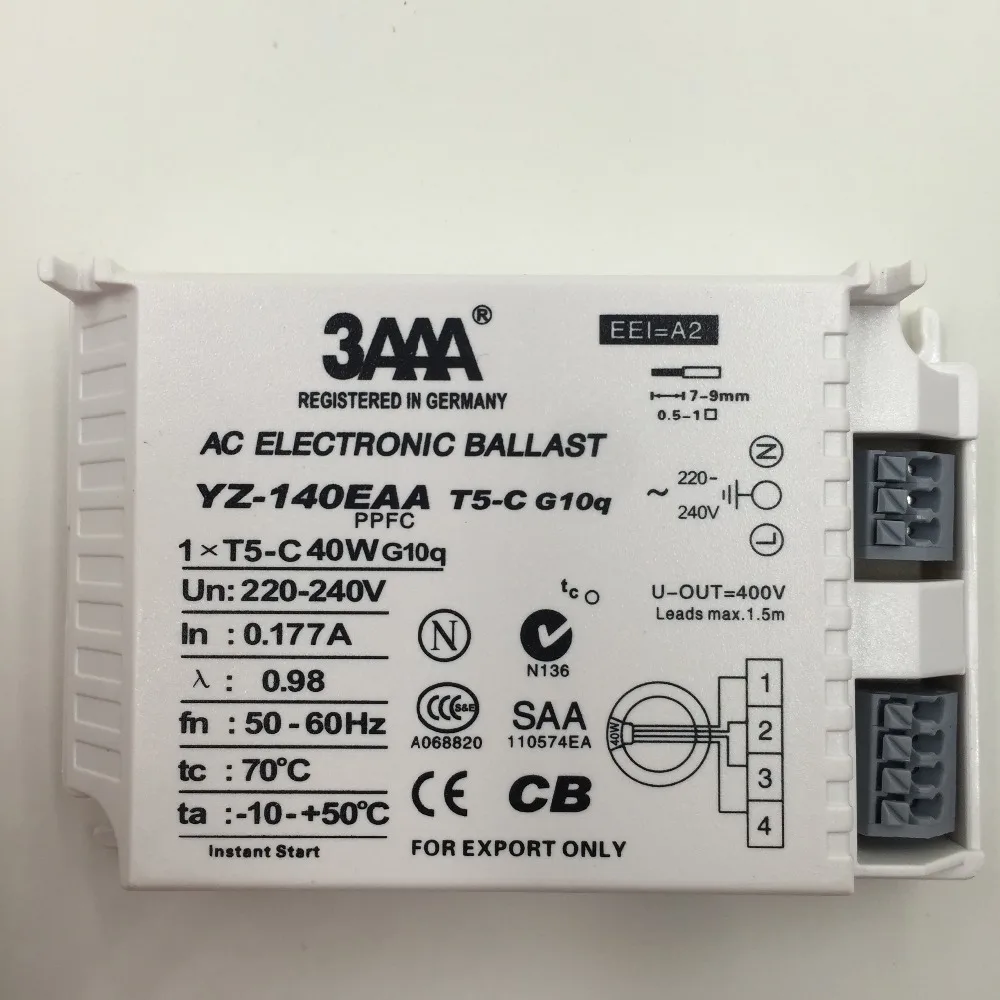 3AAA®
REGISTERED IN GERMANY
EEI=A2
7-9mm
0.5-1□
AC ELECTRONIC BALLAST
YZ-140EAA T5-C G10q
PPFC
1×T5-C 40W G10q
Un: 220-240V
In : 0.177A
λ : 0.98
fn : 50-60Hz
tc : 70°C
ta :-10-+50°C
Instant Start
N
~ 220-
240V
L
tc
U-OUT=400V
Leads max.1.5m
N
N136
CCC S&E
A068820
SAA
110574EA
CE
CB
FOR EXPORT ONLY
40W
1
2
3
4